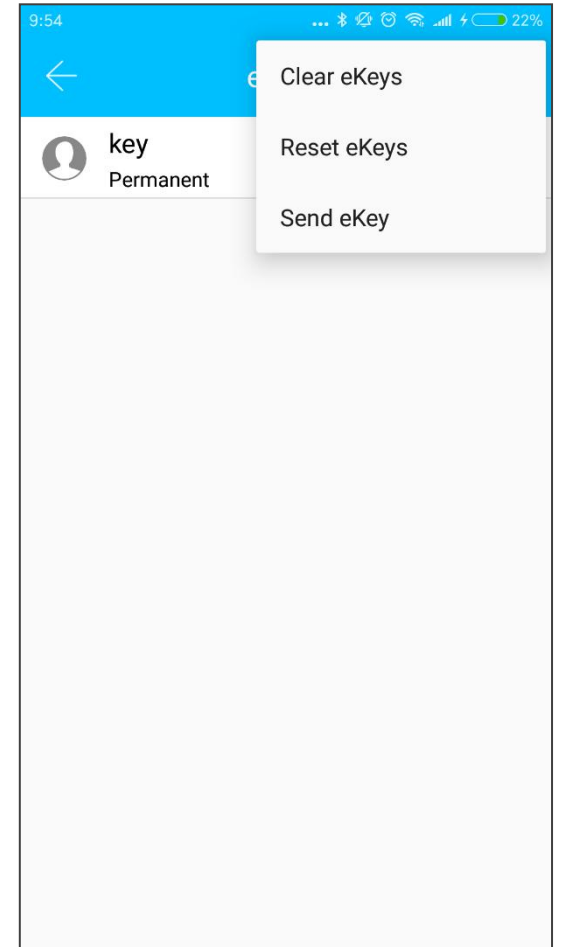 9:54 ... 22%
e
Clear eKeys
key
Permanent
Reset eKeys
Send eKey